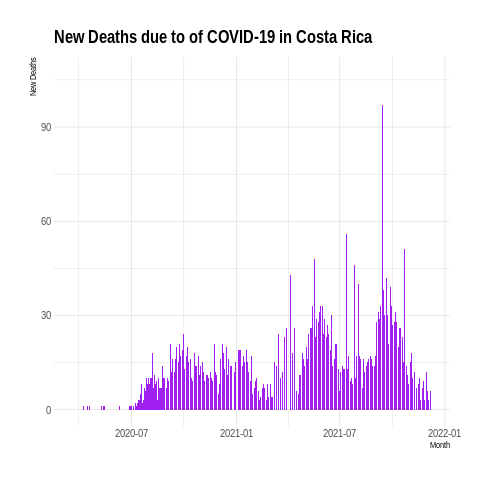 New Deaths due to of COVID-19 in Costa Rica
New Deaths
90
60
30
0
2020-07 2021-01 2021-07 2022-01
Month